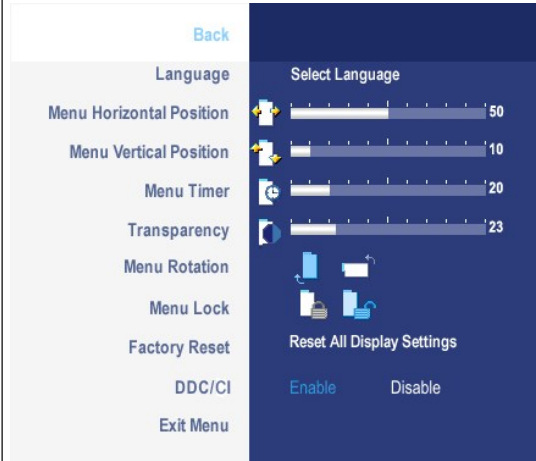 Back
Language Select Language
Menu Horizontal Position 50
Menu Vertical Position 10
Menu Timer 20
Transparency 23
Menu Rotation
Menu Lock
Factory Reset Reset All Display Settings
DDC/CI Enable Disable
Exit Menu